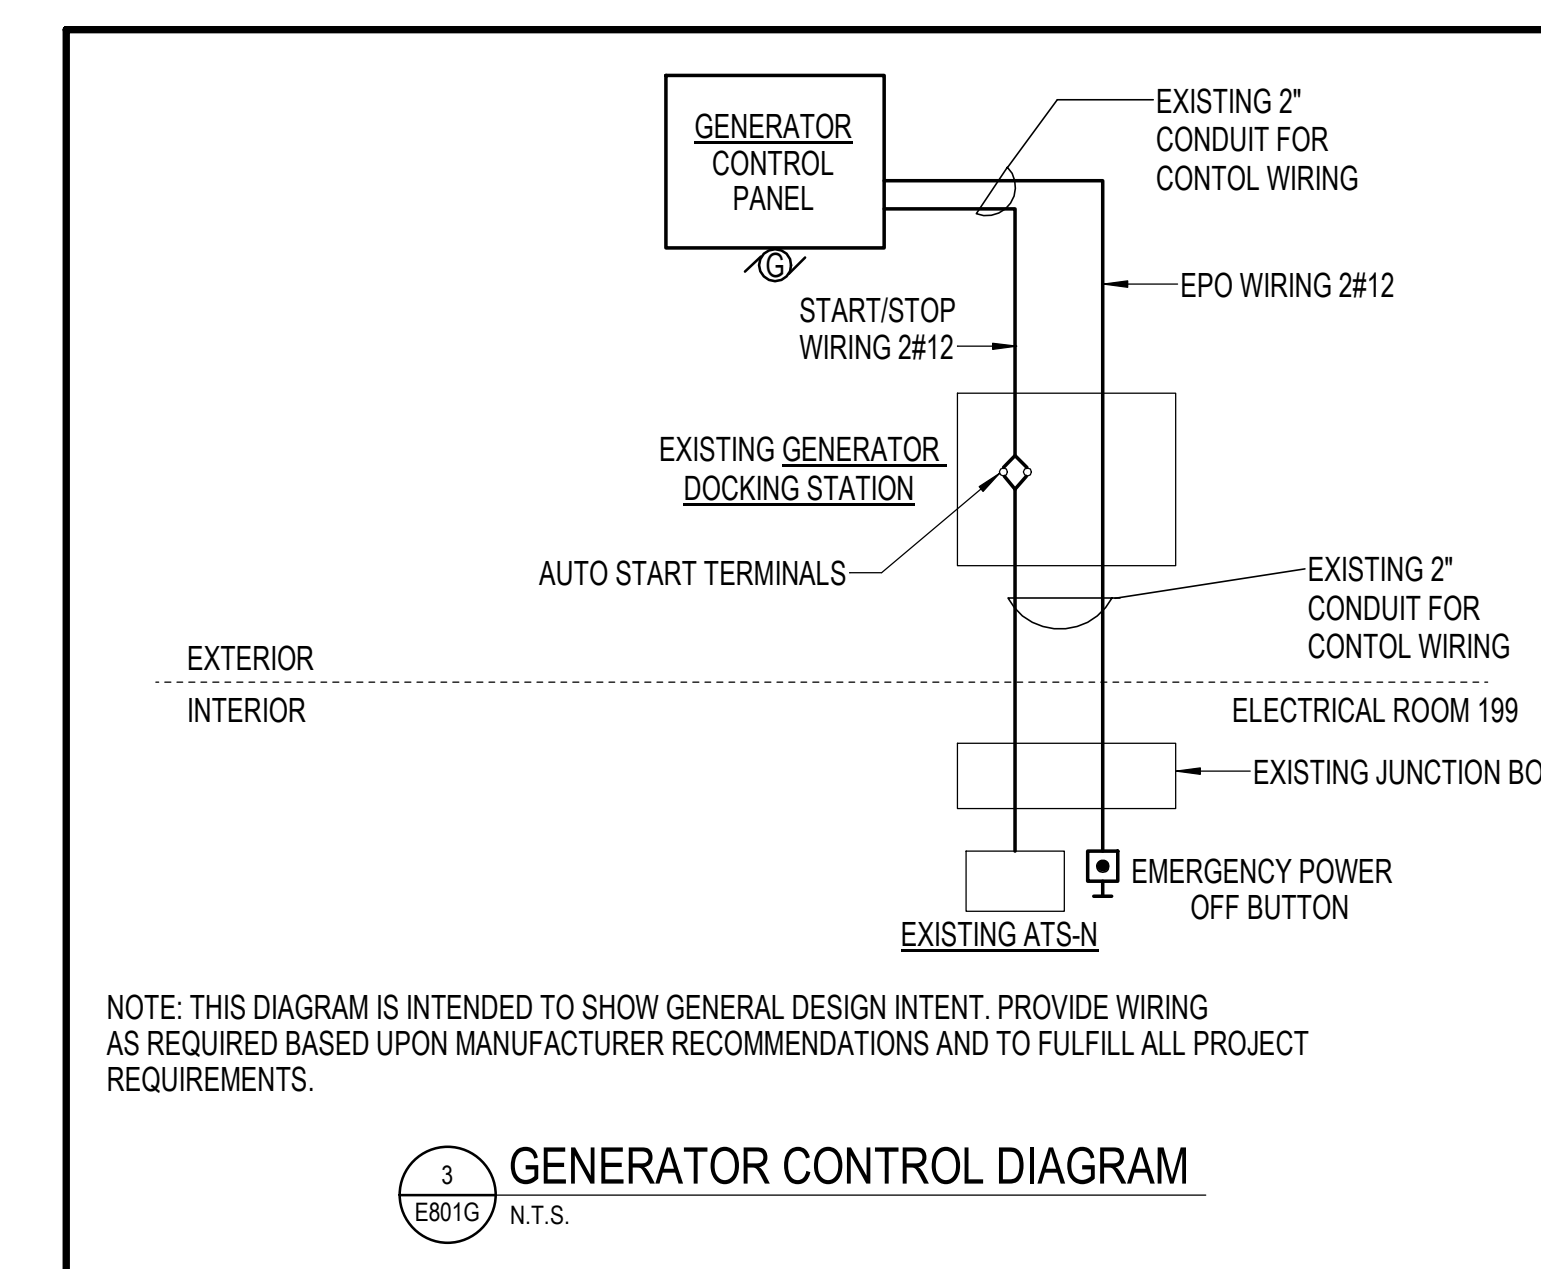 GENERATOR
CONTROL
PANEL
G
EXISTING 2"
CONDUIT FOR
CONTOL WIRING
EPO WIRING 2#12
START/STOP
WIRING 2#12
EXISTING GENERATOR
DOCKING STATION
AUTO START TERMINALS
EXISTING 2"
CONDUIT FOR
CONTOL WIRING
EXTERIOR
INTERIOR
ELECTRICAL ROOM 199
EXISTING JUNCTION
EMERGENCY POWER
OFF BUTTON
EXISTING ATS-N
NOTE: THIS DIAGRAM IS INTENDED TO SHOW GENERAL DESIGN INTENT. PROVIDE WIRING
AS REQUIRED BASED UPON MANUFACTURER RECOMMENDATIONS AND TO FULFILL ALL PROJECT
REQUIREMENTS.
3
E801G
GENERATOR CONTROL DIAGRAM
N.T.S.